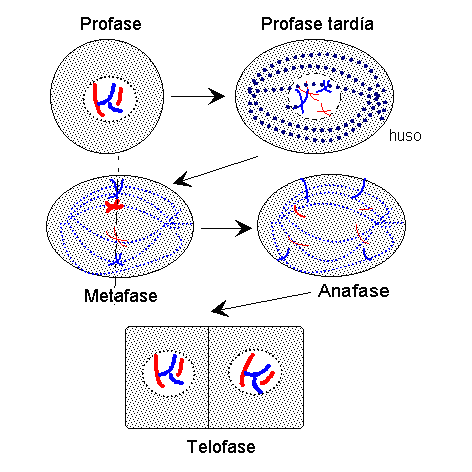 Profase
Profase tardía
huso
Metafase
Anafase
Telofase